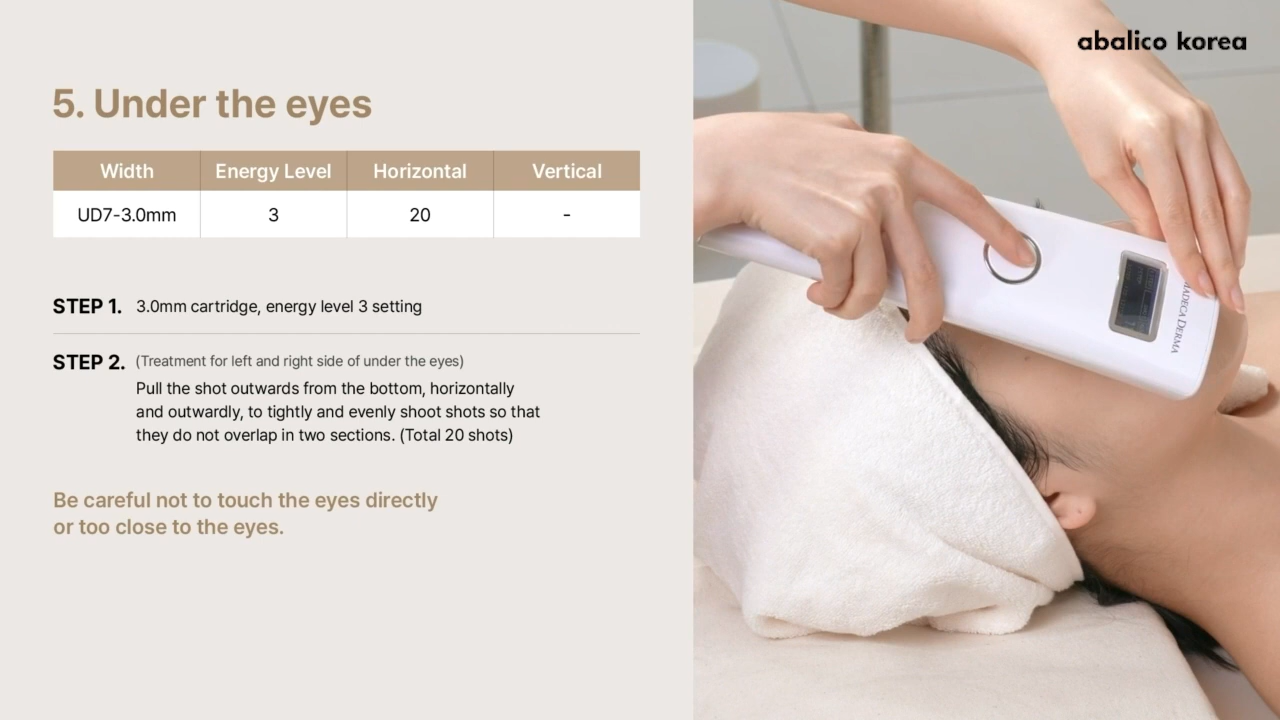 abalico korea
5. Under the eyes
Width Energy Level Horizontal Vertical
UD7-3.0mm 3 20 -
STEP 1. 3.0mm cartridge, energy level 3 setting
STEP 2. (Treatment for left and right side of under the eyes)
Pull the shot outwards from the bottom, horizontally
and outwardly, to tightly and evenly shoot shots so that
they do not overlap in two sections. (Total 20 shots)
Be careful not to touch the eyes directly
or too close to the eyes.
MADECA DERMA